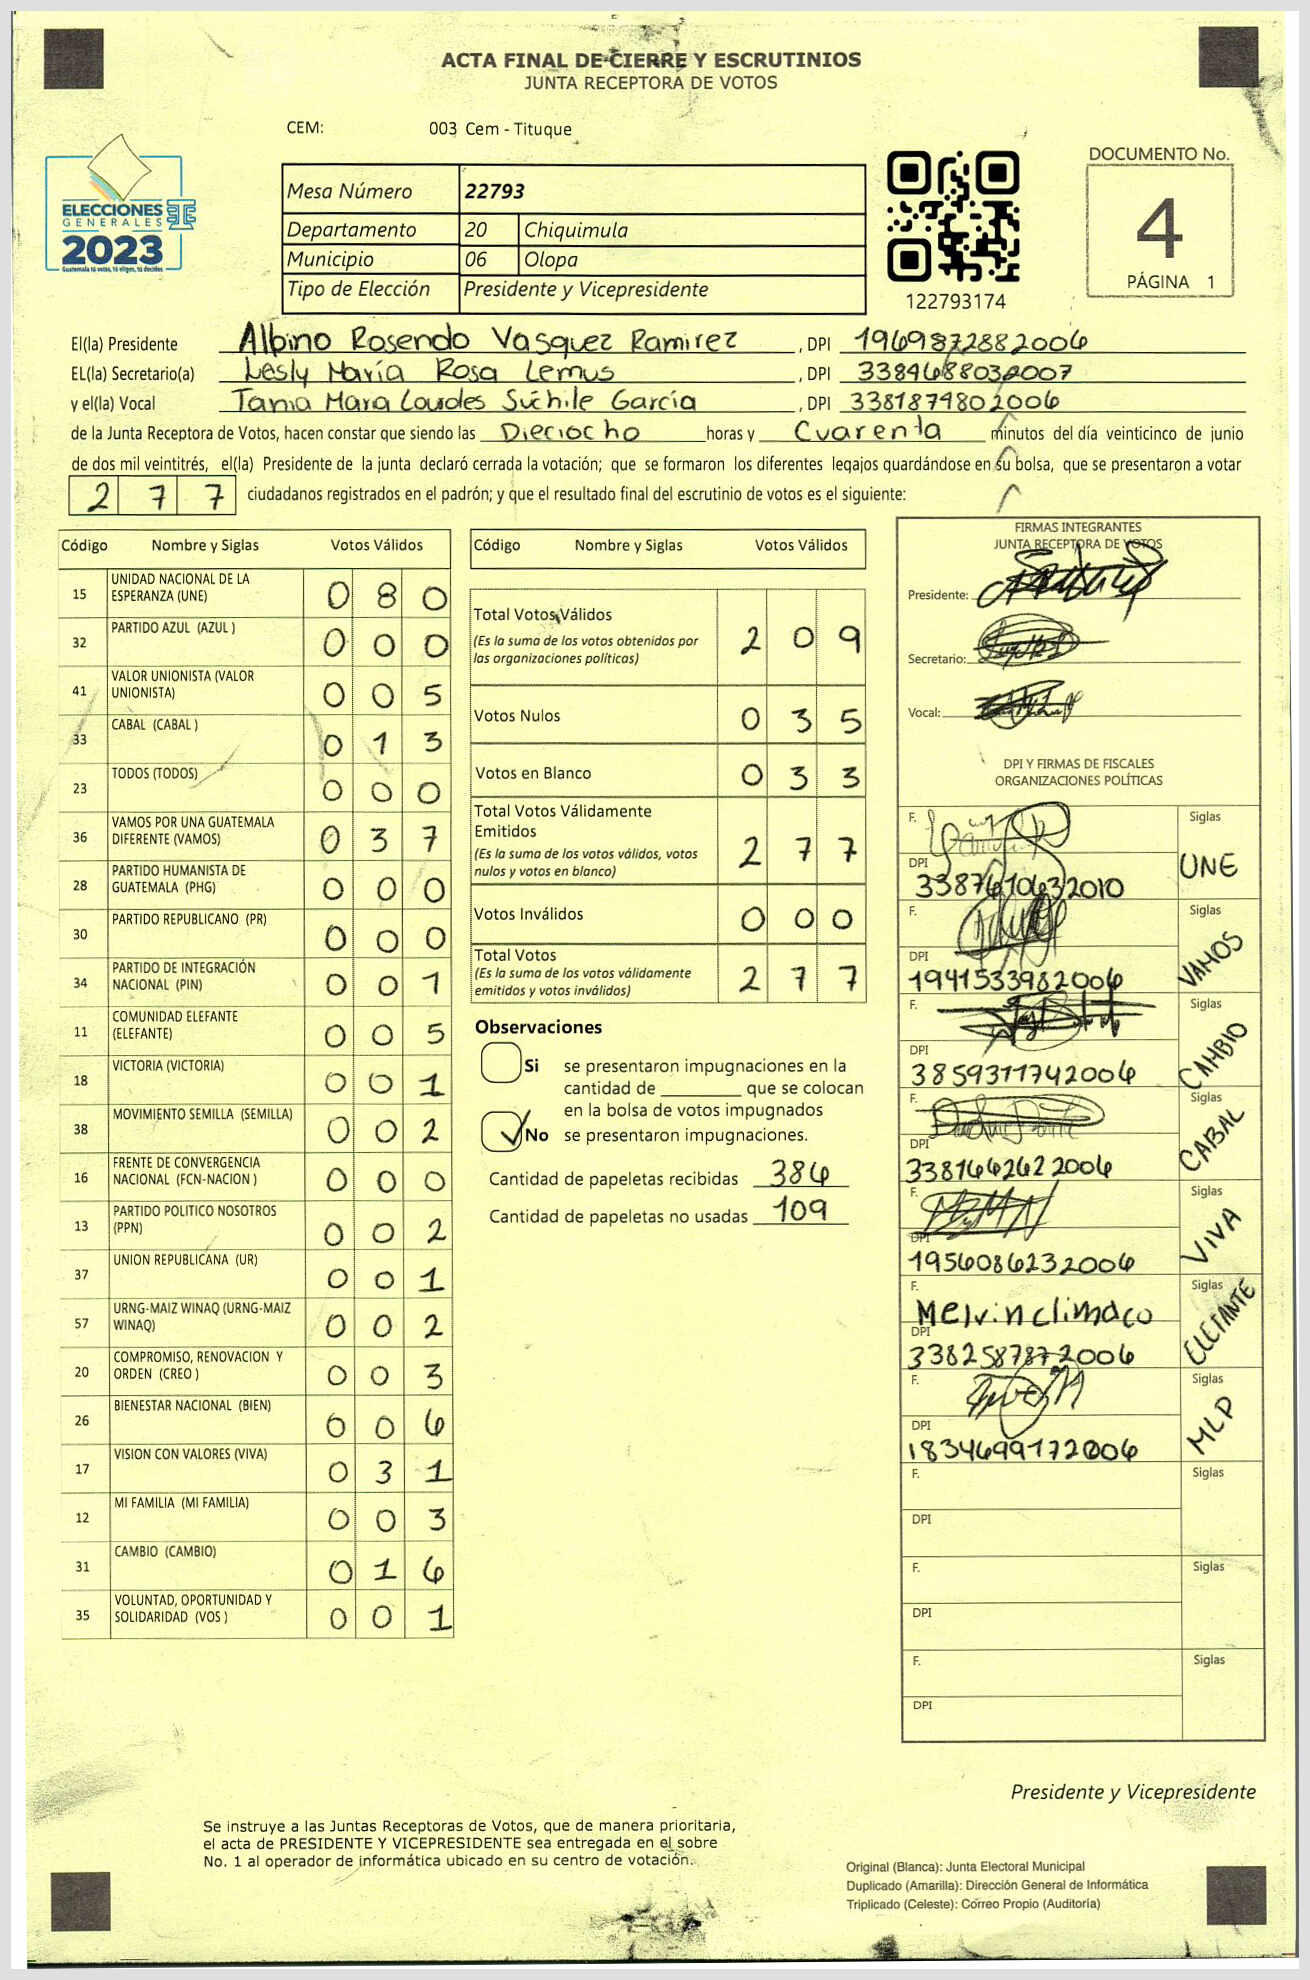 ACTA FINAL DE CIERRE Y ESCRUTINIOS
JUNTA RECEPTORA DE VOTOS
CEM: 003 Cem - Tituque
ELECCIONES
GENERALES
2023
Guatemala tú votas, tú eliges, tú decides
Mesa Número 22793
Departamento 20 Chiquimula
Municipio 06 Olopa
Tipo de Elección Presidente y Vicepresidente
122793174
DOCUMENTO No.
4
PÁGINA 1
El(la) Presidente Albino Rosendo Vasquez Ramirez, DPI 1969872882006
EL(la) Secretario(a) Lesly María Rosa Lemus, DPI 3384688032007
y el(la) Vocal Tania Maria Lourdes Suchile García, DPI 3381879802006
de la Junta Receptora de Votos, hacen constar que siendo las Dieciocho horas y Cuarenta minutos del día veinticinco de junio
de dos mil veintitrés, el(la) Presidente de la junta declaró cerrada la votación; que se formaron los diferentes legajos guardándose en su bolsa, que se presentaron a votar
2 7 7 ciudadanos registrados en el padrón; y que el resultado final del escrutinio de votos es el siguiente:
Código Nombre y Siglas Votos Válidos
15 UNIDAD NACIONAL DE LA ESPERANZA (UNE) 0 8 0
32 PARTIDO AZUL (AZUL ) 0 0 0
41 VALOR UNIONISTA (VALOR UNIONISTA) 0 0 5
33 CABAL (CABAL ) 0 1 3
23 TODOS (TODOS) 0 0 0
36 VAMOS POR UNA GUATEMALA DIFERENTE (VAMOS) 0 3 7
28 PARTIDO HUMANISTA DE GUATEMALA (PHG) 0 0 0
30 PARTIDO REPUBLICANO (PR) 0 0 0
34 PARTIDO DE INTEGRACIÓN NACIONAL (PIN) 0 0 1
11 COMUNIDAD ELEFANTE (ELEFANTE) 0 0 5
18 VICTORIA (VICTORIA) 0 0 1
38 MOVIMIENTO SEMILLA (SEMILLA) 0 0 2
16 FRENTE DE CONVERGENCIA NACIONAL (FCN-NACION ) 0 0 0
13 PARTIDO POLITICO NOSOTROS (PPN) 0 0 2
37 UNION REPUBLICANA (UR) 0 0 1
57 URNG-MAIZ WINAQ (URNG-MAIZ WINAQ) 0 0 2
20 COMPROMISO, RENOVACION Y ORDEN (CREO ) 0 0 3
26 BIENESTAR NACIONAL (BIEN) 0 0 6
17 VISION CON VALORES (VIVA) 0 3 1
12 MI FAMILIA (MI FAMILIA) 0 0 3
31 CAMBIO (CAMBIO) 0 1 6
35 VOLUNTAD, OPORTUNIDAD Y SOLIDARIDAD (VOS ) 0 0 1
Código Nombre y Siglas Votos Válidos
Total Votos Válidos 2 0 9
(Es la suma de los votos obtenidos por
las organizaciones políticas)
Votos Nulos 0 3 5
Votos en Blanco 0 3 3
Total Votos Válidamente
Emitidos 2 7 7
(Es la suma de los votos válidos, votos
nulos y votos en blanco)
Votos Inválidos 0 0 0
Total Votos 2 7 7
(Es la suma de los votos válidamente
emitidos y votos inválidos)
Observaciones
Si se presentaron impugnaciones en la
cantidad de ________ que se colocan
en la bolsa de votos impugnados
No se presentaron impugnaciones.
Cantidad de papeletas recibidas 386
Cantidad de papeletas no usadas 109
FIRMAS INTEGRANTES
JUNTA RECEPTORA DE VOTOS
Presidente:
Secretario:
Vocal:
DPI Y FIRMAS DE FISCALES
ORGANIZACIONES POLÍTICAS
F. Siglas
DPI UNE
3387610632010
F. Siglas
DPI VAMOS
1941533982006
F. Siglas
DPI CAMBIO
3859311742006
F. Siglas
DPI CABAL
3381662622006
F. Siglas
DPI VIVA
1956086232006
F. Melvin climaco Siglas
DPI ELEFANTE
3382587872006
F. Siglas
DPI MLP
1834699172006
F. Siglas
DPI
F. Siglas
DPI
F. Siglas
DPI
Presidente y Vicepresidente
Se instruye a las Juntas Receptoras de Votos, que de manera prioritaria,
el acta de PRESIDENTE Y VICEPRESIDENTE sea entregada en el sobre
No. 1 al operador de informática ubicado en su centro de votación.
Original (Blanca): Junta Electoral Municipal
Duplicado (Amarilla): Dirección General de Informática
Triplicado (Celeste): Correo Propio (Auditoría)